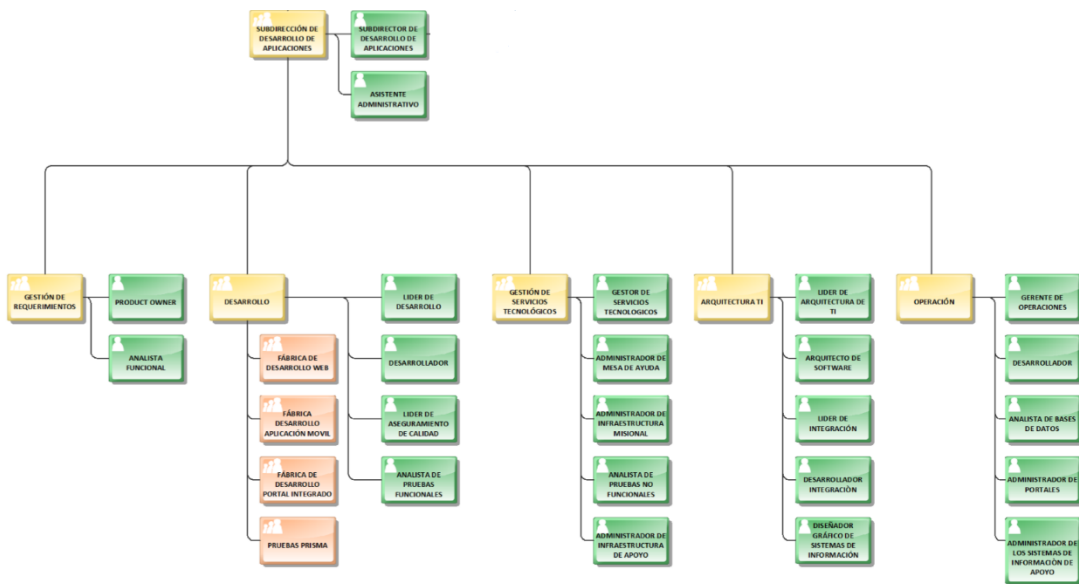 SUBDIRECCIÓN DE
DESARROLLO DE
APLICACIONES
SUBDIRECTOR DE
DESARROLLO DE
APLICACIONES
ASISTENTE
ADMINISTRATIVO
GESTIÓN DE
REQUERIMIENTOS
PRODUCT OWNER
ANALISTA
FUNCIONAL
DESARROLLO
FÁBRICA DE
DESARROLLO WEB
FÁBRICA
DESARROLLO
APLICACIÓN MOVIL
FÁBRICA DE
DESARROLLO
PORTAL INTEGRADO
PRUEBAS PRISMA
LIDER DE
DESARROLLO
DESARROLLADOR
LIDER DE
ASEGURAMIENTO
DE CALIDAD
ANALISTA DE
PRUEBAS
FUNCIONALES
GESTIÓN DE
SERVICIOS
TECNOLÓGICOS
GESTOR DE
SERVICIOS
TECNOLOGICOS
ADMINISTRADOR DE
MESA DE AYUDA
ADMINISTRADOR DE
INFRAESTRUCTURA
MISIONAL
ANALISTA DE
PRUEBAS NO
FUNCIONALES
ADMINISTRADOR DE
INFRAESTRUCTURA
DE APOYO
ARQUITECTURA TI
LIDER DE
ARQUITECTURA DE
TI
ARQUITECTO DE
SOFTWARE
LIDER DE
INTEGRACIÓN
DESARROLLADOR
INTEGRACIÒN
DISEÑADOR
GRÁFICO DE
SISTEMAS DE
INFORMACIÓN
OPERACIÓN
GERENTE DE
OPERACIONES
DESARROLLADOR
ANALISTA DE BASES
DE DATOS
ADMINISTRADOR DE
PORTALES
ADMINISTRADOR DE
LOS SISTEMAS DE
INFORMACIÒN DE
APOYO